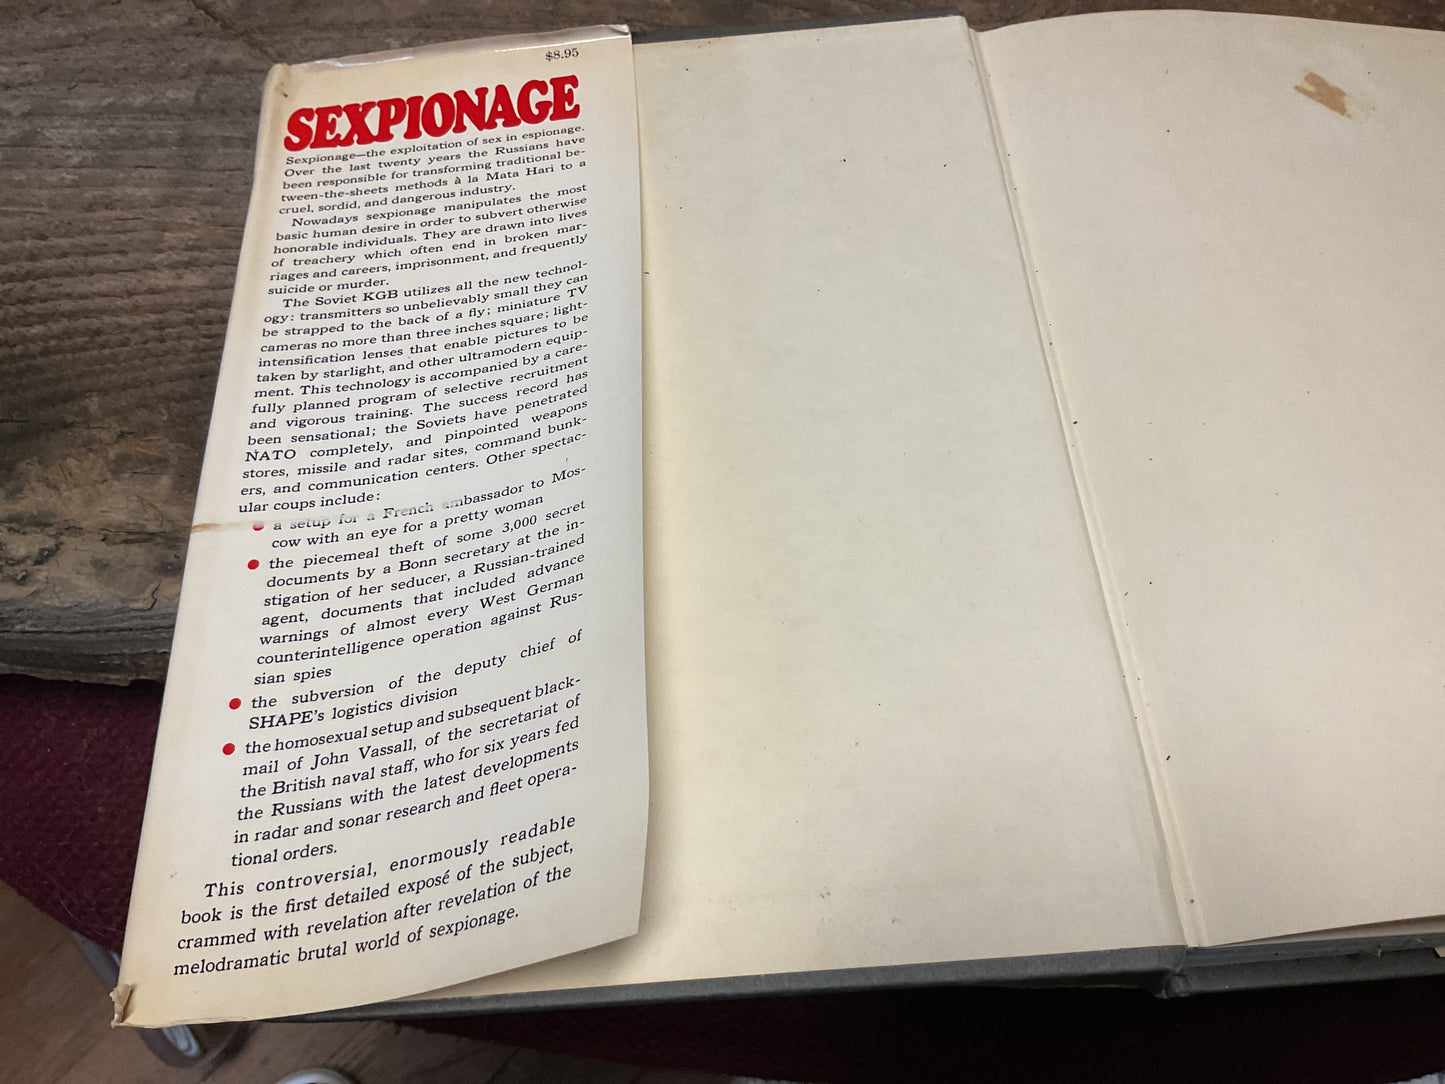 $8.95
SEXPIONAGE
Sexpionage—the exploitation of sex in espionage.
Over the last twenty years the Russians have
been responsible for transforming traditional be-
tween-the-sheets methods à la Mata Hari to a
cruel, sordid, and dangerous industry.
Nowadays sexpionage manipulates the most
basic human desire in order to subvert otherwise
honorable individuals. They are drawn into lives
of treachery which often end in broken mar-
riages and careers, imprisonment, and frequently
suicide or murder.
The Soviet KGB utilizes all the new technol-
ogy: transmitters so unbelievably small they can
be strapped to the back of a fly; miniature TV
cameras no more than three inches square; light-
intensification lenses that enable pictures to be
taken by starlight, and other ultramodern equip-
ment. This technology is accompanied by a care-
fully planned program of selective recruitment
and vigorous training. The success record has
been sensational; the Soviets have penetrated
NATO completely, and pinpointed weapons
stores, missile and radar sites, command bunk-
ers, and communication centers. Other spectac-
ular coups include:
● a setup for a French ambassador to Mos-
cow with an eye for a pretty woman
● the piecemeal theft of some 3,000 secret
documents by a Bonn secretary at the in-
stigation of her seducer, a Russian-trained
agent, documents that included advance
warnings of almost every West German
counterintelligence operation against Rus-
sian spies
● the subversion of the deputy chief of
SHAPE's logistics division
● the homosexual setup and subsequent black-
mail of John Vassall, of the secretariat of
the British naval staff, who for six years fed
the Russians with the latest developments
in radar and sonar research and fleet opera-
tional orders.
This controversial, enormously readable
book is the first detailed exposé of the subject,
crammed with revelation after revelation of the
melodramatic brutal world of sexpionage.